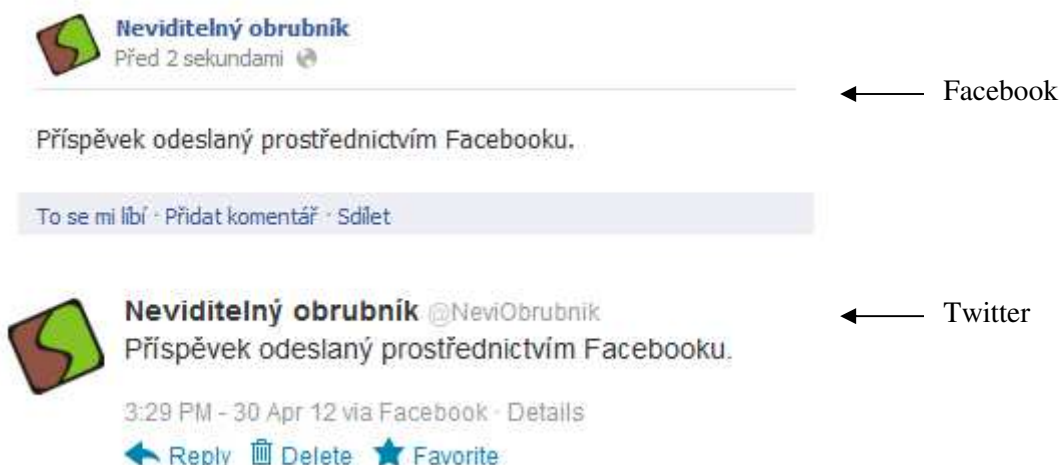 Neviditelný obrubník
Před 2 sekundami
Facebook
Příspěvek odeslaný prostřednictvím Facebooku.
To se mi líbí · Přidat komentář · Sdílet
Neviditelný obrubník @NeviObrubnik
Twitter
Příspěvek odeslaný prostřednictvím Facebooku.
3:29 PM - 30 Apr 12 via Facebook · Details
Reply Delete Favorite